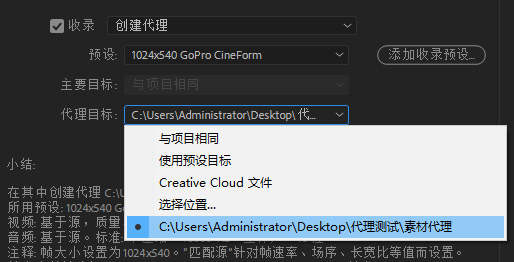 收录 创建代理
预设: 1024x540 GoPro CineForm 添加收录预设...
主要目标: 与项目相同
代理目标: C:\Users\Administrator\Desktop\ 代...
与项目相同
小结: 使用预设目标
Creative Cloud 文件
在其中创建代理 C:\
选择位置...
所用预设: 1024x540 G
视频: 基于源，质量
C:\Users\Administrator\Desktop\代理测试\素材代理
音频: 基于源。标准:
注释: 帧大小设置为1024x540。“匹配源”针对帧速率、场序、长宽比等值而设置。